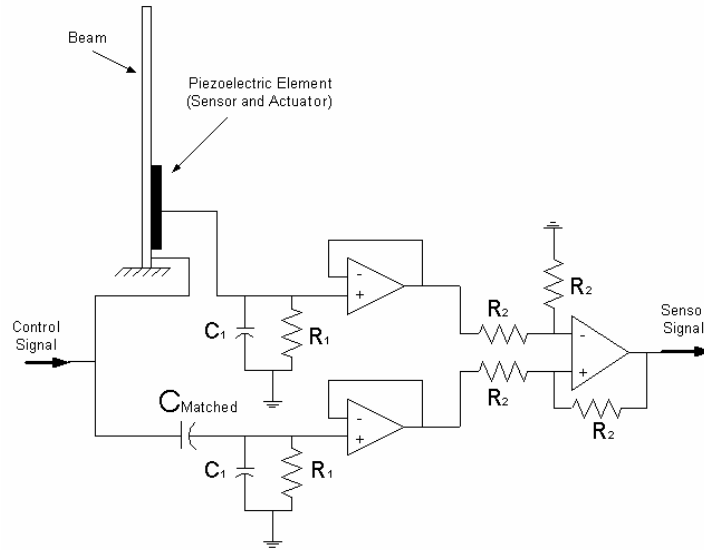 Beam
Piezoelectric Element
(Sensor and Actuator)
R2
-
+
R2
-
+
Control
Signal
C1
R1
R2
R2
Senso
Signal
CMatched
-
+
C1
R1